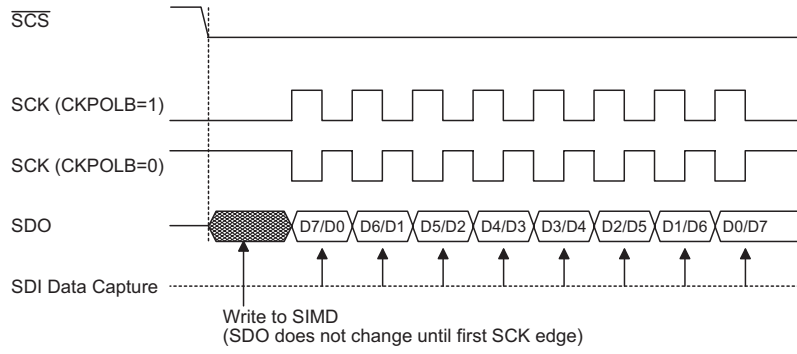 SCS
SCK (CKPOLB=1)
SCK (CKPOLB=0)
SDO
D7/D0 D6/D1 D5/D2 D4/D3 D3/D4 D2/D5 D1/D6 D0/D7
SDI Data Capture
Write to SIMD
(SDO does not change until first SCK edge)